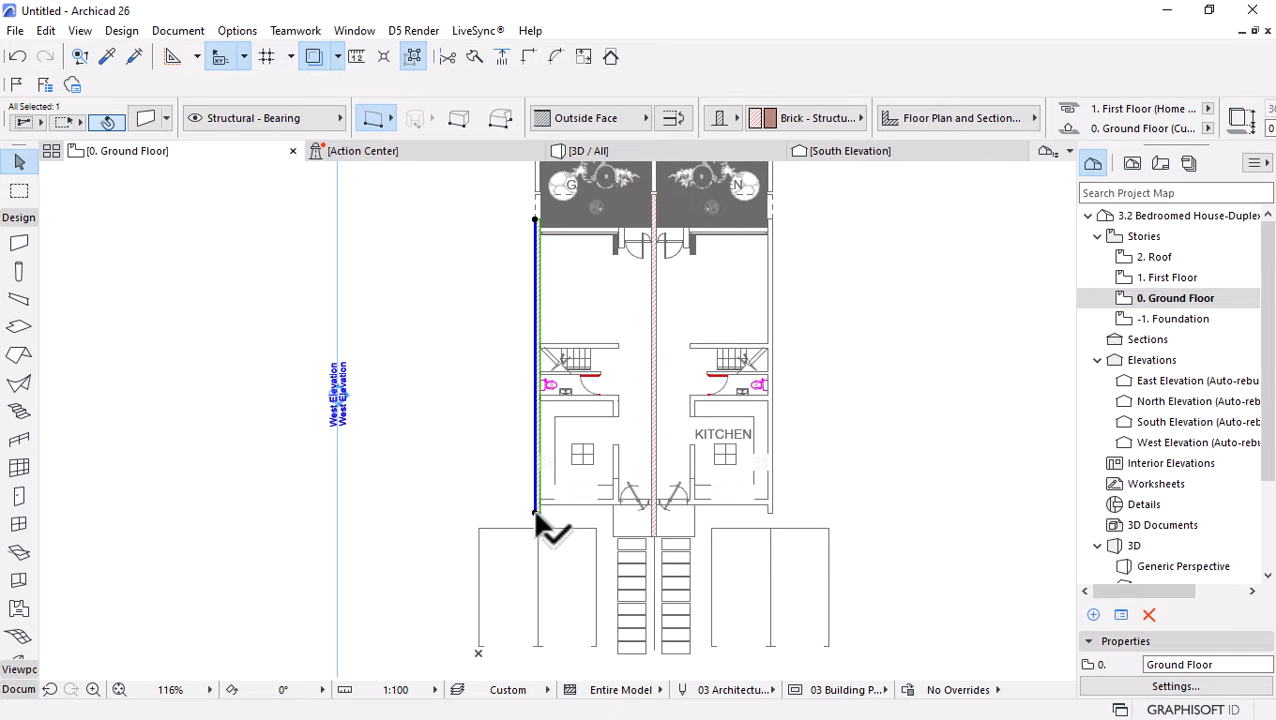 Untitled - Archicad 26
File Edit View Design Document Options Teamwork Window D5 Render LiveSync® Help
All Selected: 1
Structural - Bearing
Outside Face
Brick - Structu...
Floor Plan and Section...
1. First Floor (Home ...
0. Ground Floor (Cu...
[0. Ground Floor]
[Action Center]
[3D / All]
[South Elevation]
Search Project Map
Design
3.2 Bedroomed House-Duplex
Stories
2. Roof
1. First Floor
0. Ground Floor
-1. Foundation
Sections
Elevations
East Elevation (Auto-rebu
North Elevation (Auto-rebu
South Elevation (Auto-rebu
West Elevation (Auto-rebu
Interior Elevations
Worksheets
Details
3D Documents
3D
Generic Perspective
West Elevation
West Elevation
KITCHEN
Properties
0.
Ground Floor
Settings...
Viewpc
Docum
116%
0°
1:100
Custom
Entire Model
03 Architectu...
03 Building P...
No Overrides
GRAPHISOFT ID